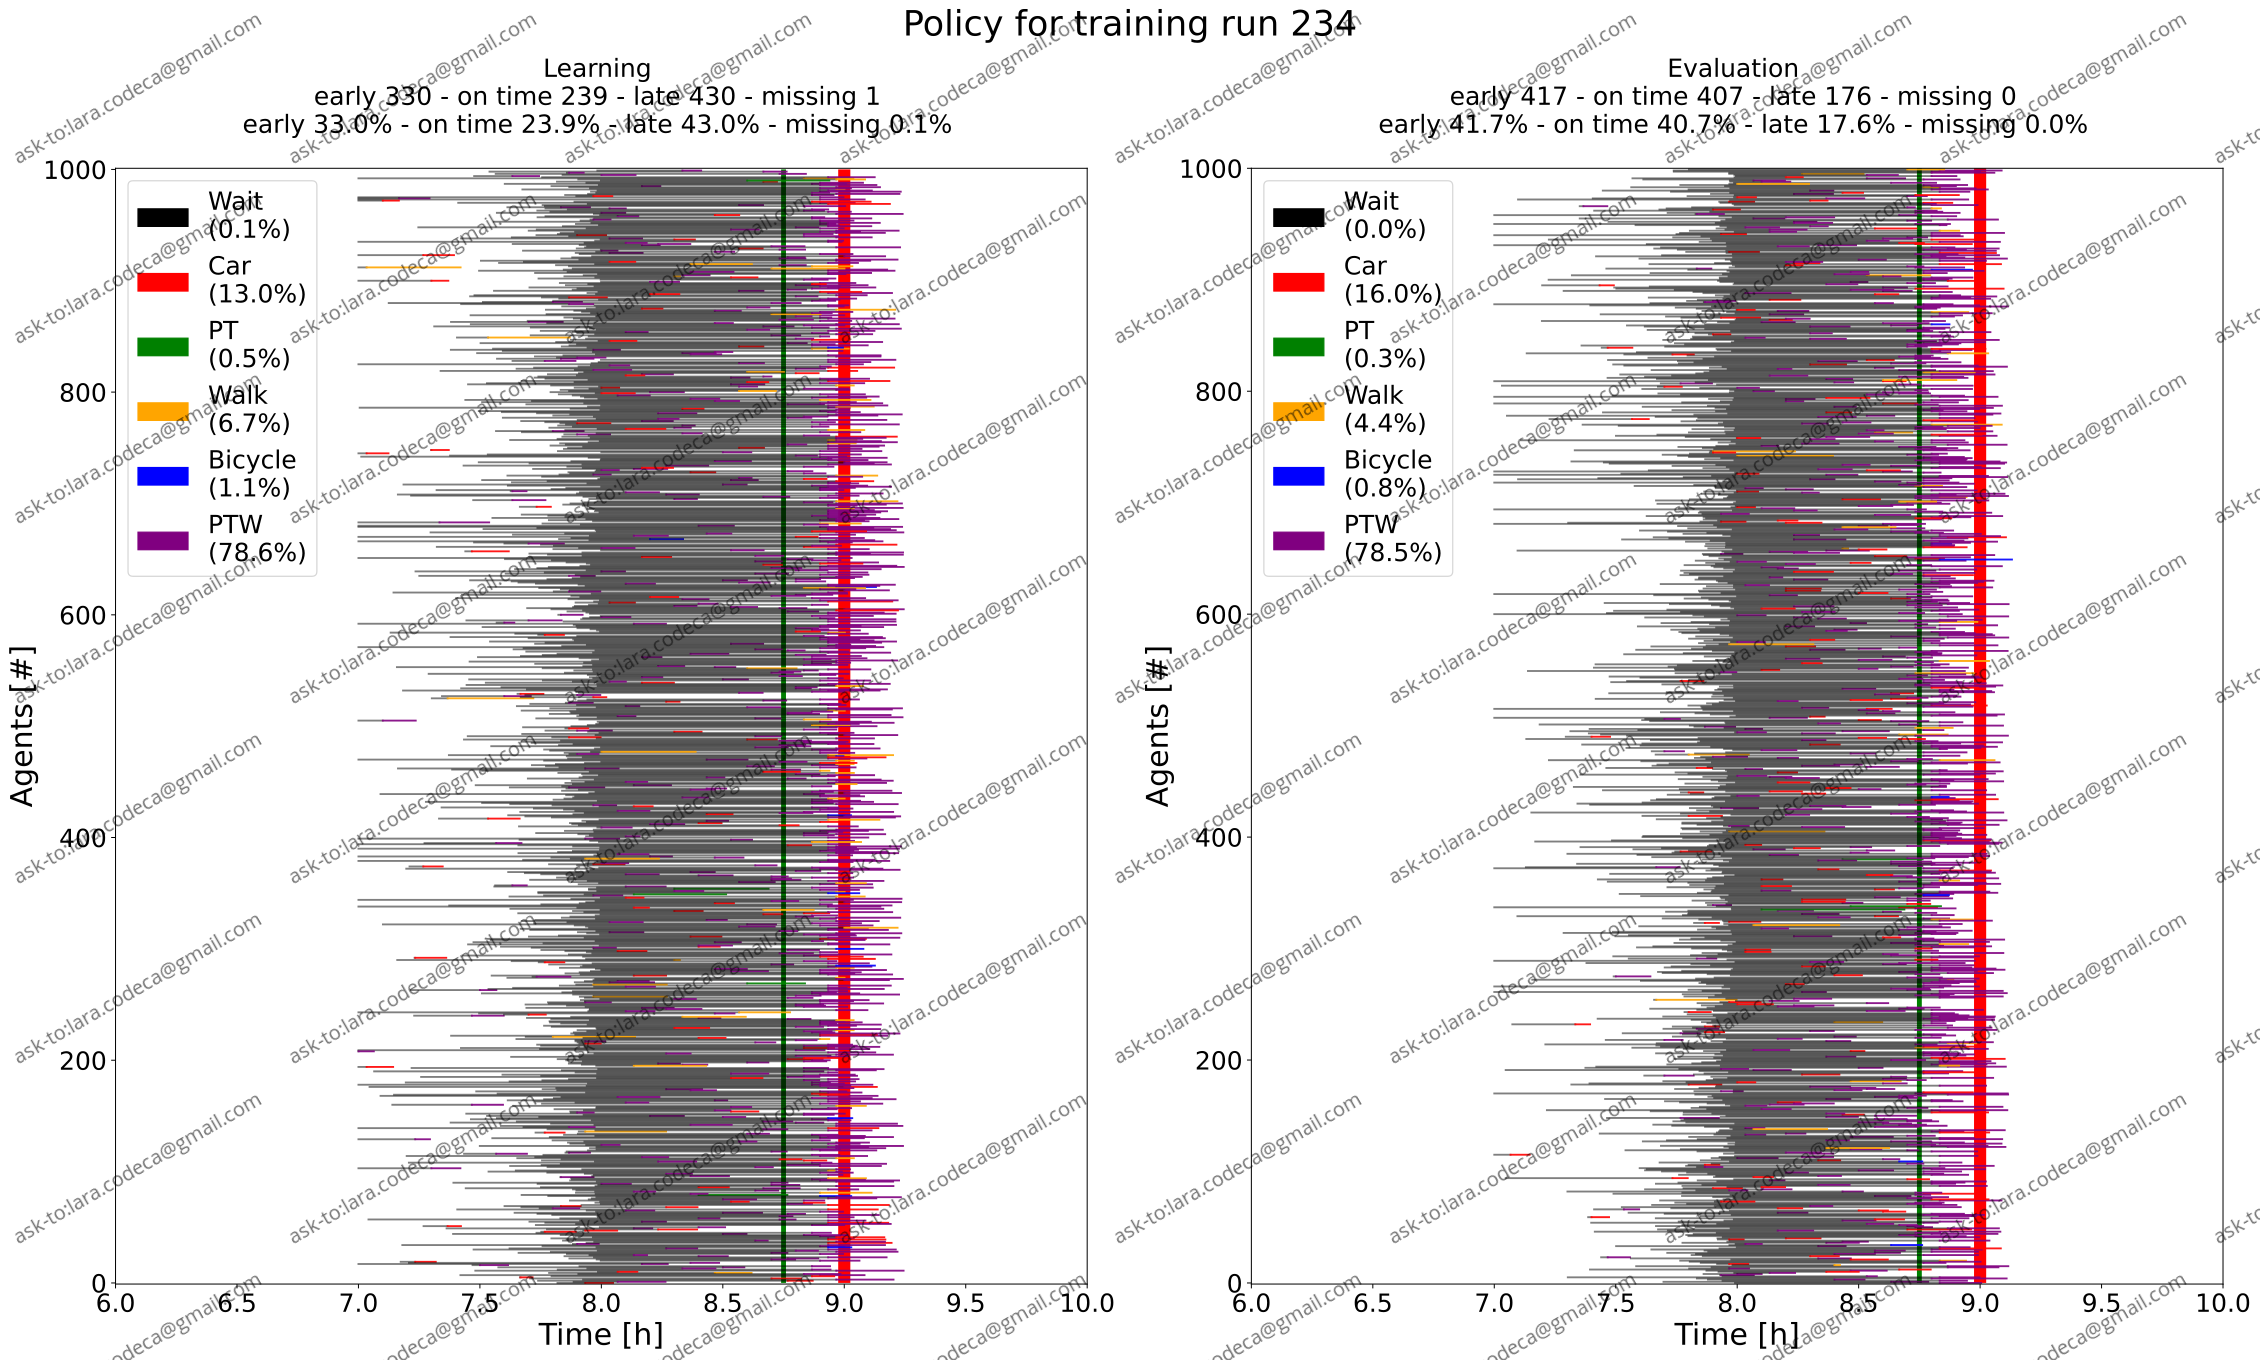 Policy for training run 234
Learning
early 330 - on time 239 - late 430 - missing 1
early 33.0% - on time 23.9% - late 43.0% - missing 0.1%
1000
800
600
400
200
0
Agents [#]
Wait
(0.1%)
Car
(13.0%)
PT
(0.5%)
Walk
(6.7%)
Bicycle
(1.1%)
PTW
(78.6%)
6.0 6.5 7.0 7.5 8.0 8.5 9.0 9.5 10.0
Time [h]
Evaluation
early 417 - on time 407 - late 176 - missing 0
early 41.7% - on time 40.7% - late 17.6% - missing 0.0%
1000
800
600
400
200
0
Agents [#]
Wait
(0.0%)
Car
(16.0%)
PT
(0.3%)
Walk
(4.4%)
Bicycle
(0.8%)
PTW
(78.5%)
6.0 6.5 7.0 7.5 8.0 8.5 9.0 9.5 10.0
Time [h]
ask-to:lara.codeca@gmail.com